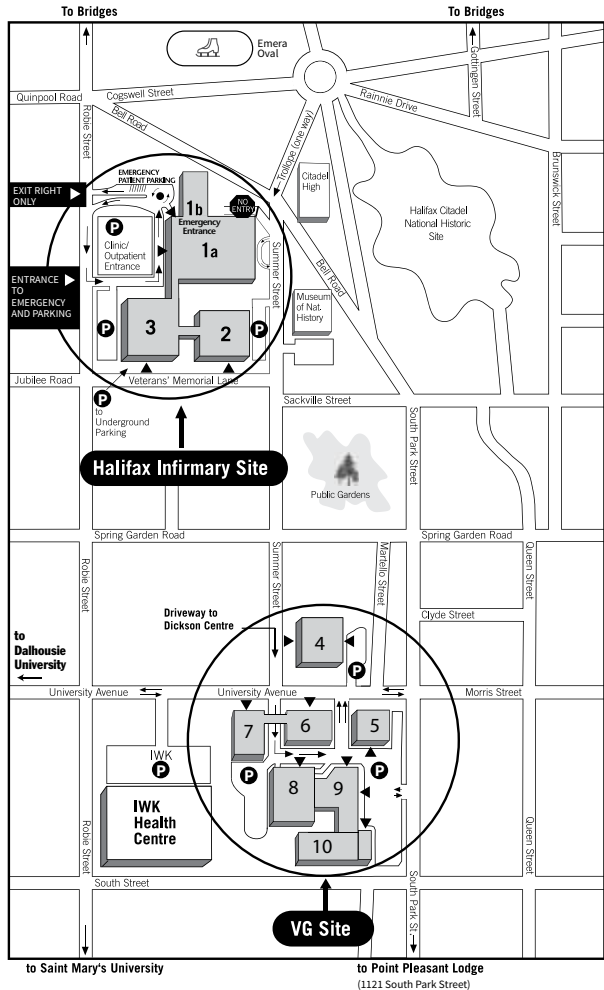 To Bridges
To Bridges
Emera
Oval
Gottingen Street
Quinpool Road
Cogswell Street
Bell Road
Rainnie Drive
Robie Street
Trollope (one way)
Brunswick Street
EMERGENCY
PATIENT PARKING
EXIT RIGHT
ONLY
1b
NO
ENTRY
Citadel
High
Halifax Citadel
National Historic
Site
P
Clinic/
Outpatient
Entrance
Emergency
Entrance
1a
Summer Street
Bell Road
ENTRANCE
TO
EMERGENCY
AND PARKING
Museum
of Nat.
History
P
3
2
P
Jubilee Road
Veterans' Memorial Lane
P
to
Underground
Parking
Sackville Street
South Park Street
Halifax Infirmary Site
Public Gardens
Spring Garden Road
Spring Garden Road
Robie Street
Summer Street
Martello Street
Queen Street
Driveway to
Dickson Centre
Clyde Street
4
P
to
Dalhousie
University
University Avenue
University Avenue
Morris Street
7
6
5
IWK
P
P
P
8
9
IWK
Health
Centre
Robie Street
10
Queen Street
South Street
South Park St.
VG Site
to Saint Mary's University
to Point Pleasant Lodge
(1121 South Park Street)